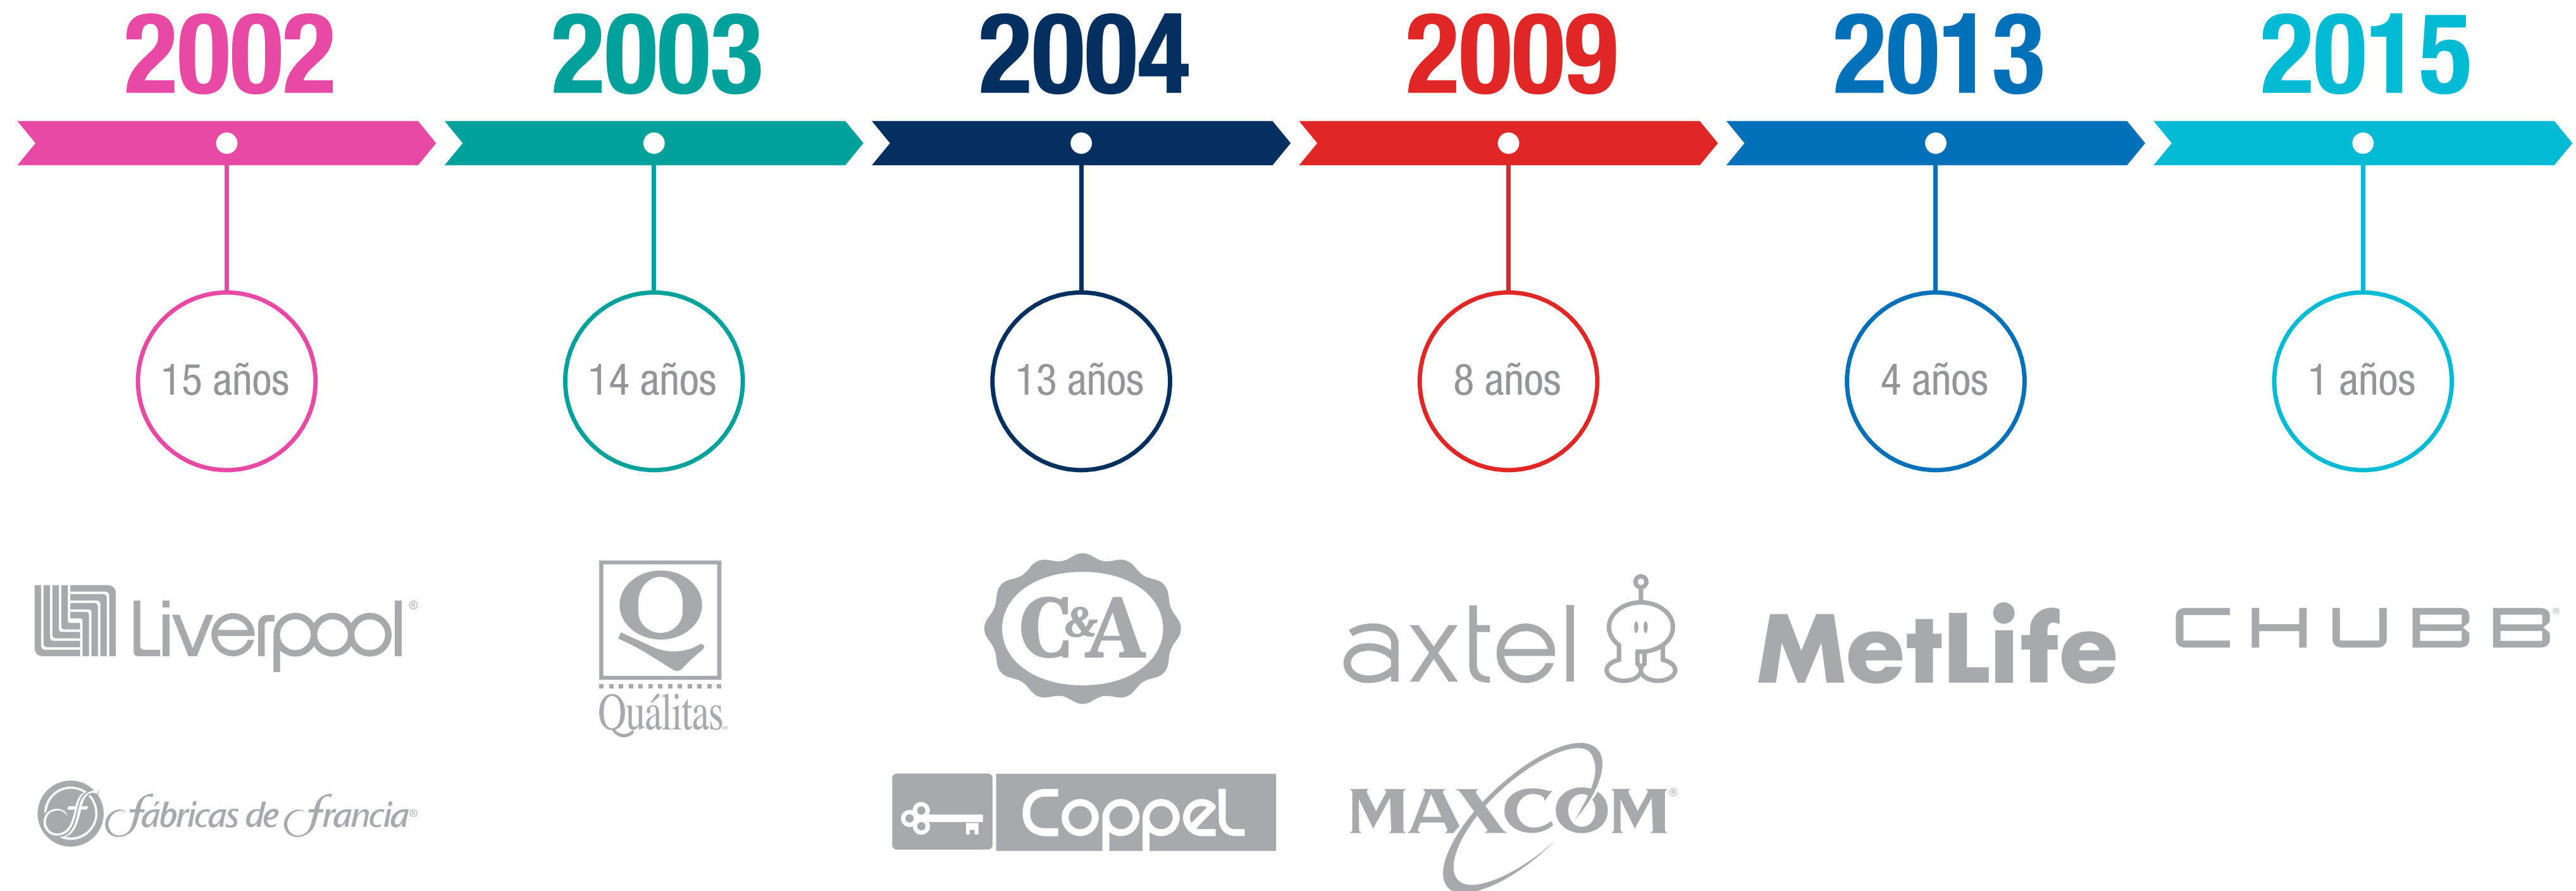 2002 2003 2004 2009 2013 2015
15 años 14 años 13 años 8 años 4 años 1 años
Liverpool® Q C&A axtel MetLife CHUBB®
Quálitas
fábricas de francia® Coppel MAXCOM®